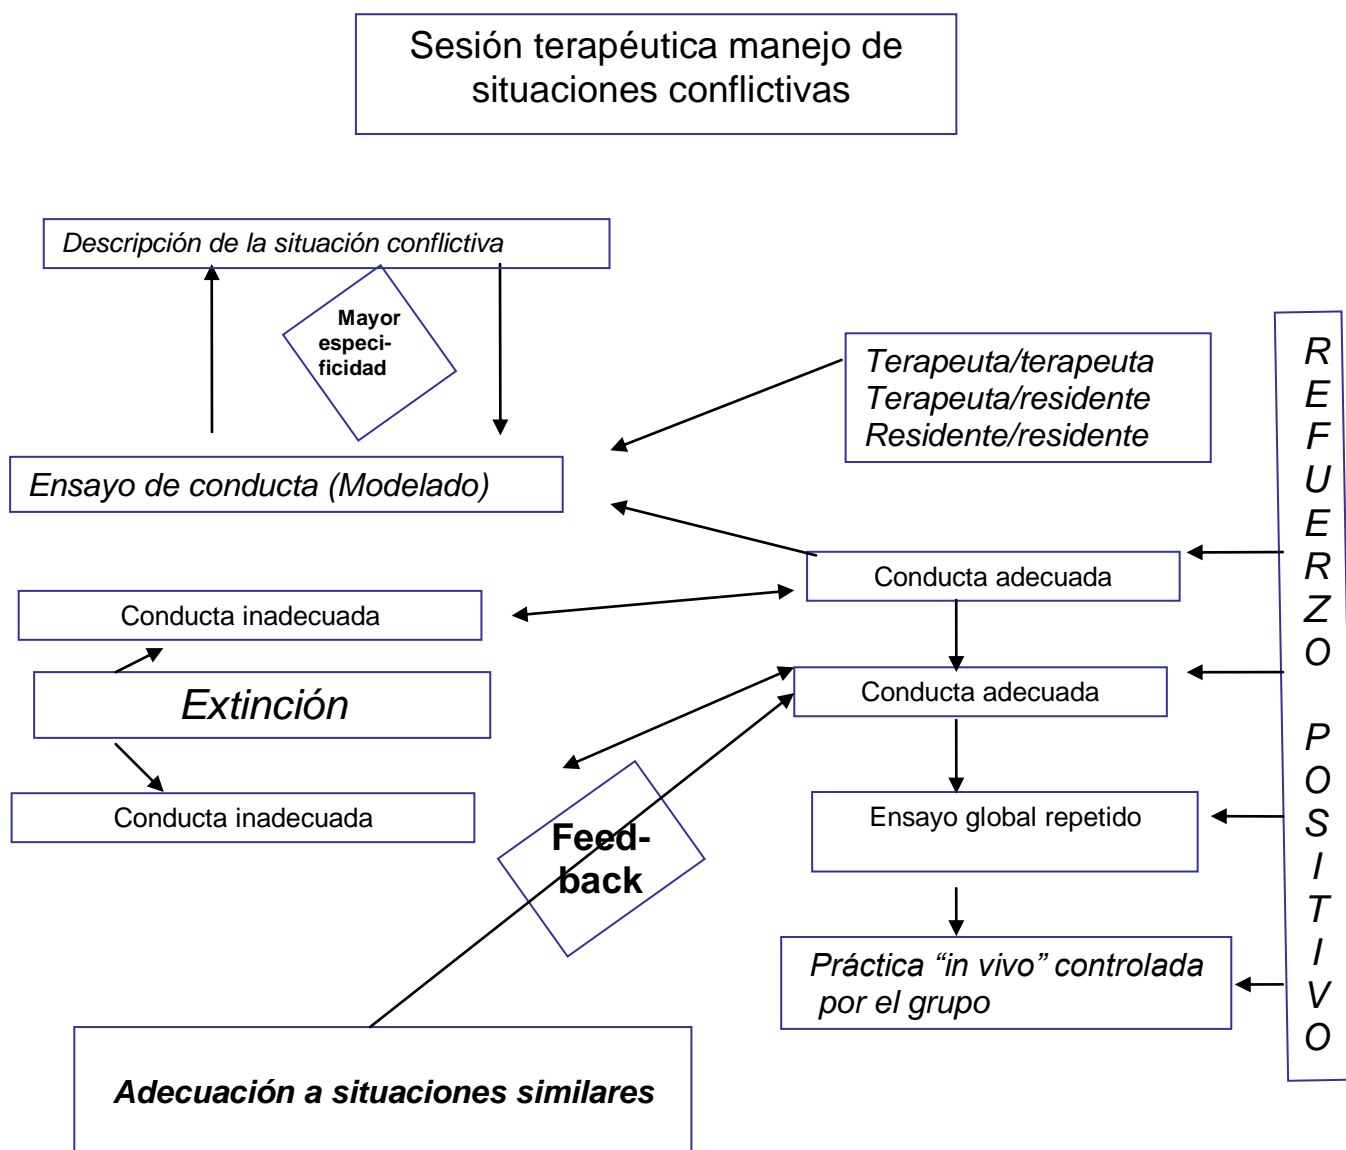 Sesión terapéutica manejo de
situaciones conflictivas
Descripción de la situación conflictiva
Mayor
especi-
ficidad
Terapeuta/terapeuta
Terapeuta/residente
Residente/residente
Ensayo de conducta (Modelado)
Conducta adecuada
Conducta inadecuada
Extinción
Conducta adecuada
Conducta inadecuada
Ensayo global repetido
Feed-
back
Práctica “in vivo” controlada
por el grupo
Adecuación a situaciones similares
R
E
F
U
E
R
Z
O
P
O
S
I
T
I
V
O